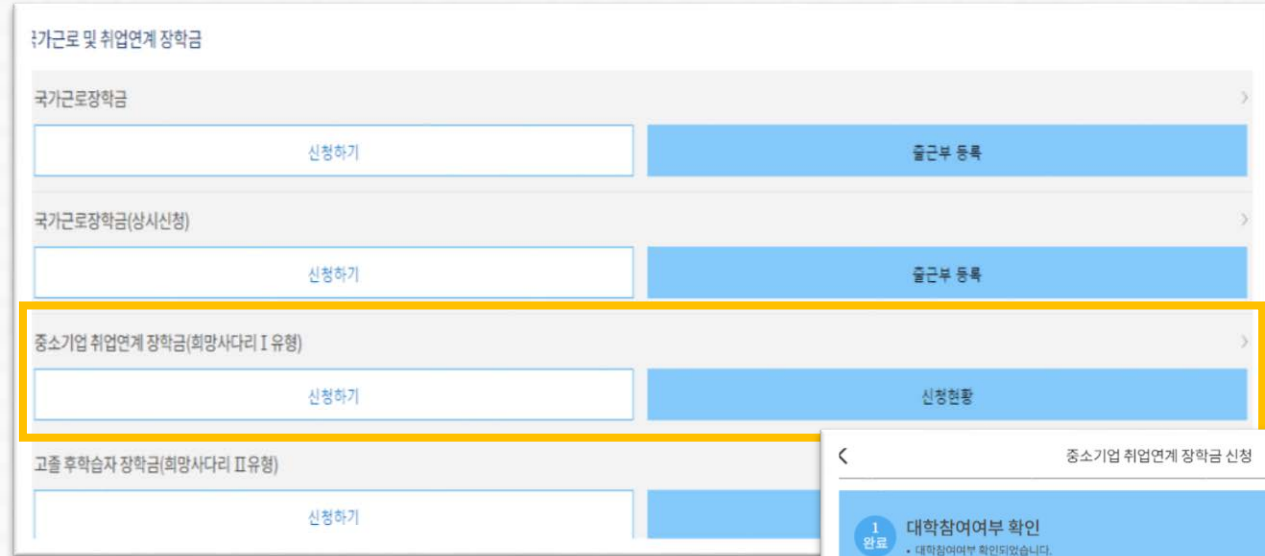 국가근로 및 취업연계 장학금
국가근로장학금
신청하기
출근부 등록
국가근로장학금(상시신청)
신청하기
출근부 등록
중소기업 취업연계 장학금(희망사다리 I 유형)
신청하기
신청현황
고졸 후학습자 장학금(희망사다리 II유형)
신청하기
중소기업 취업연계 장학금 신청
1
완료
대학참여여부 확인
• 대학참여여부 확인되었습니다.